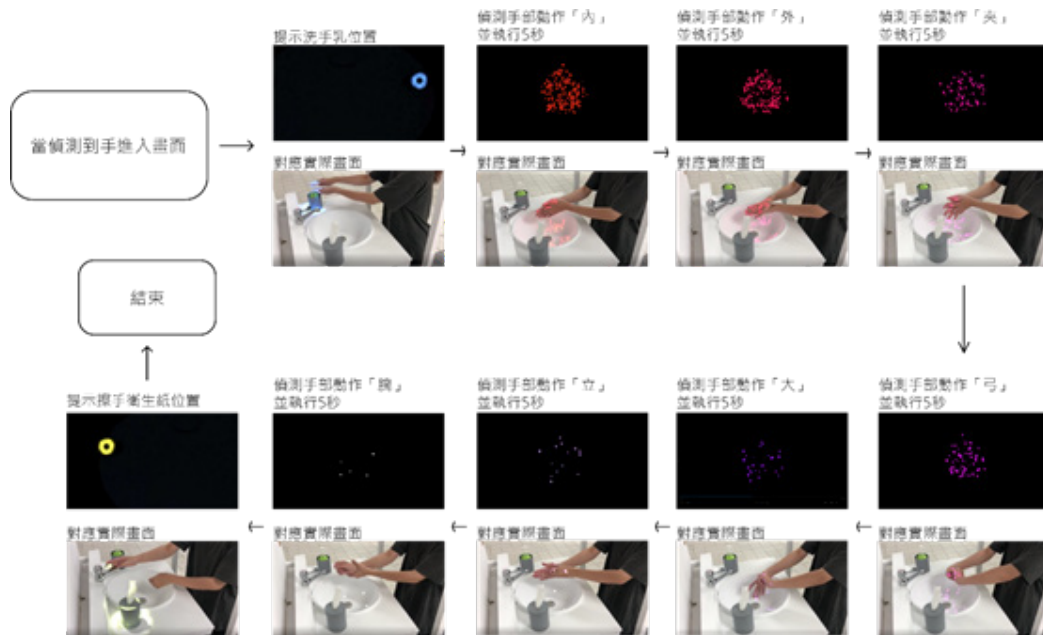 當偵測到手進入畫面
提示洗手乳位置
對應實際畫面
偵測手部動作「內」
並執行5秒
對應實際畫面
偵測手部動作「外」
並執行5秒
對應實際畫面
偵測手部動作「夾」
並執行5秒
對應實際畫面
偵測手部動作「弓」
並執行5秒
對應實際畫面
偵測手部動作「大」
並執行5秒
對應實際畫面
偵測手部動作「立」
並執行5秒
對應實際畫面
偵測手部動作「腕」
並執行5秒
對應實際畫面
提示擦手衛生紙位置
對應實際畫面
結束